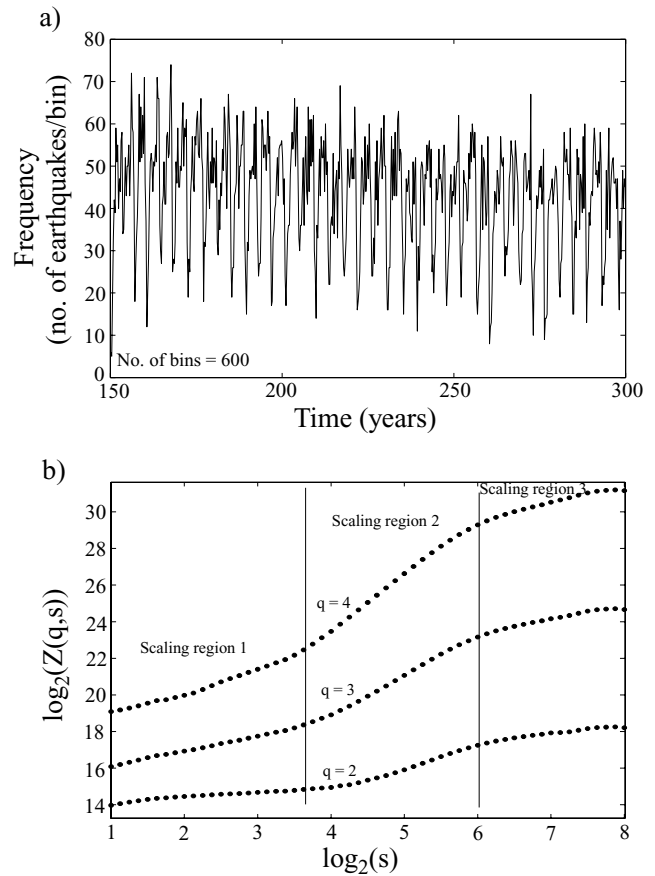 a)
80
70
60
50
40
30
20
10
0
Frequency
(no. of earthquakes/bin)
No. of bins = 600
150
200
250
300
Time (years)
b)
30
28
26
24
22
20
18
16
14
log2(Z(q,s))
Scaling region 1
Scaling region 2
Scaling region 3
q = 4
q = 3
q = 2
1
2
3
4
5
6
7
8
log2(s)